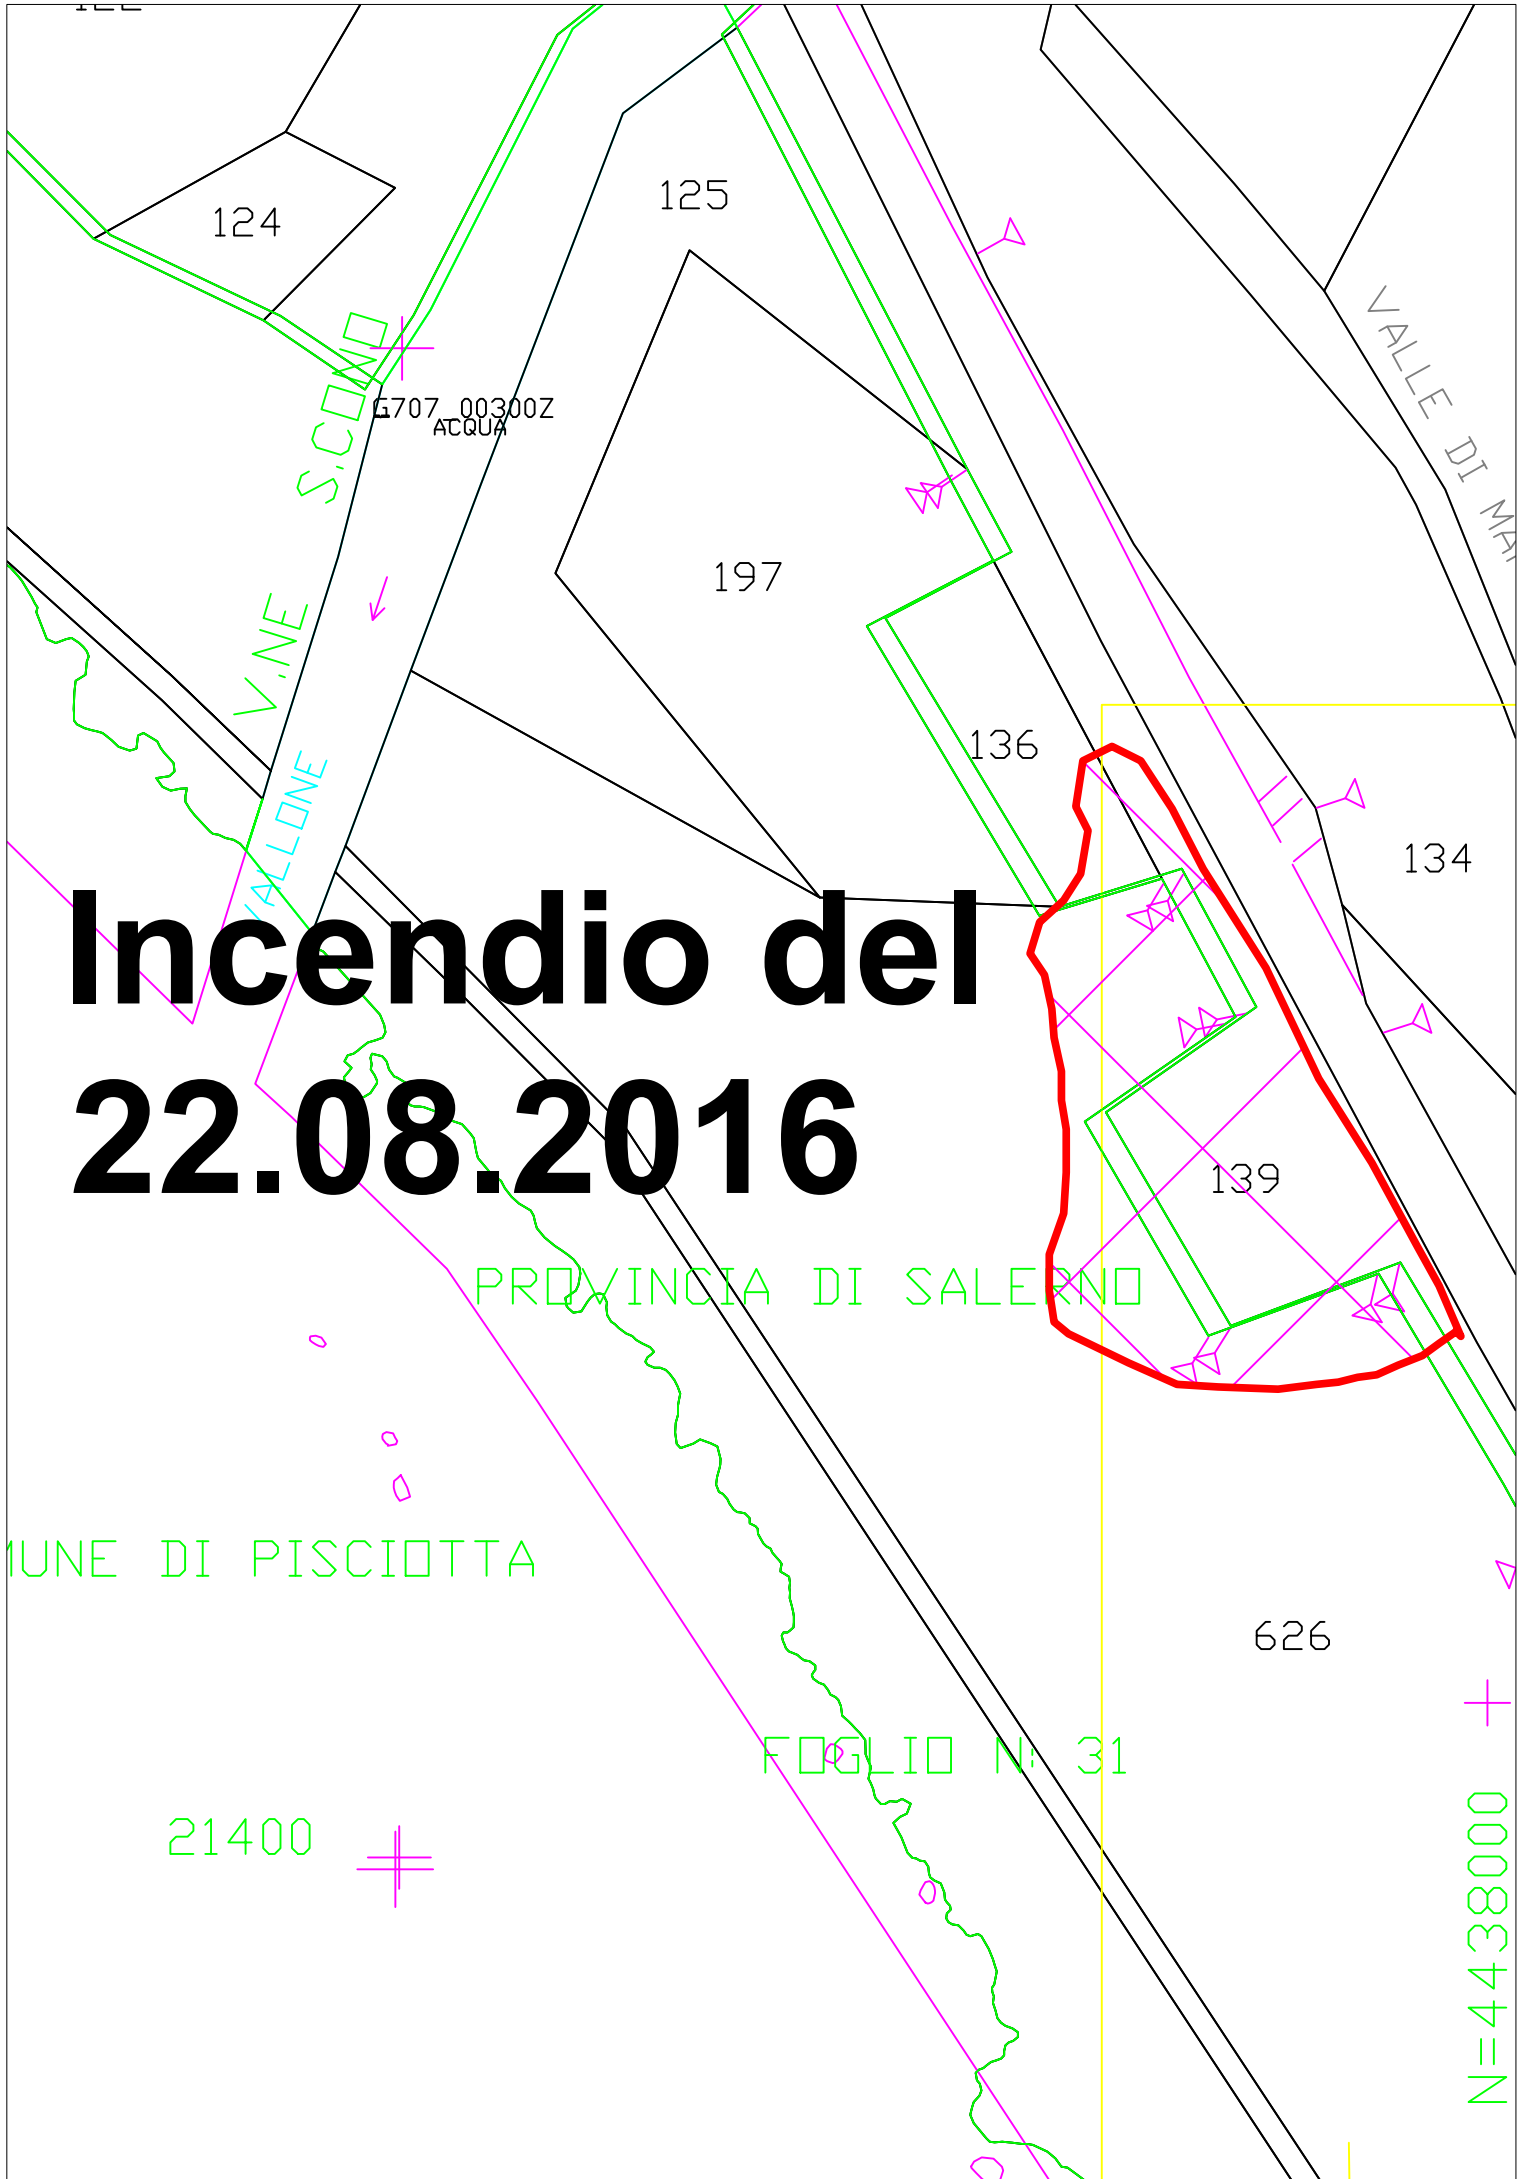 125
124
V.NE S.CONO
G707_00300Z
ACQUA
VALLE DI
197
136
VALLONE
134
Incendio del
22.08.2016
139
PROVINCIA DI SALERNO
MUNE DI PISCIOTTA
626
FOGLIO N: 31
21400
N=4438000